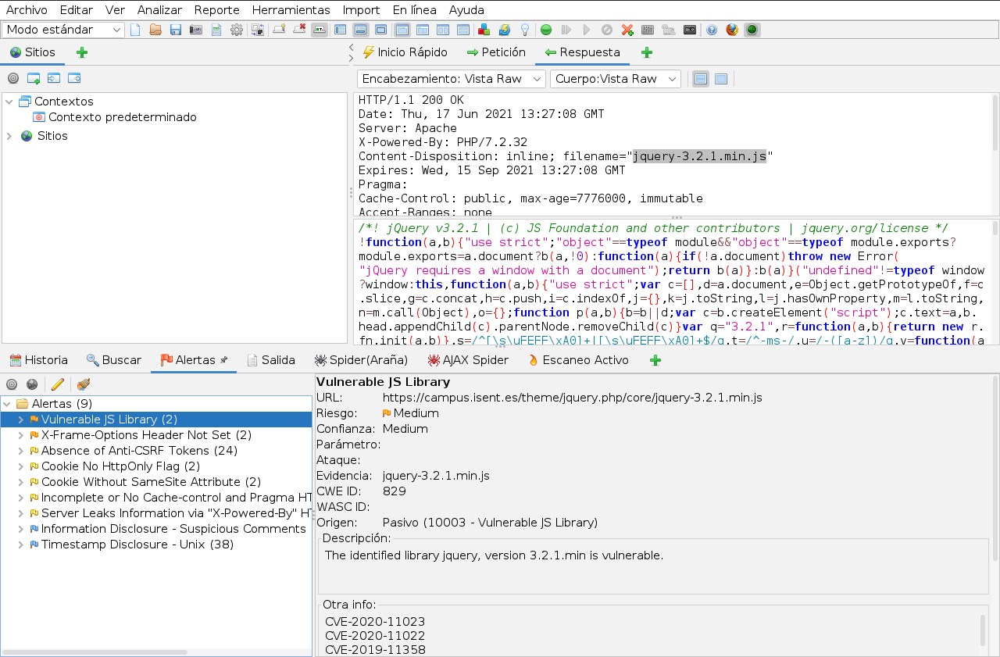 Archivo Editar Ver Analizar Reporte Herramientas Import En línea Ayuda
Modo estándar
Sitios
Inicio Rápido Petición Respuesta
Encabezamiento: Vista Raw Cuerpo:Vista Raw
Contextos
Contexto predeterminado
Sitios
HTTP/1.1 200 OK
Date: Thu, 17 Jun 2021 13:27:08 GMT
Server: Apache
X-Powered-By: PHP/7.2.32
Content-Disposition: inline; filename="jquery-3.2.1.min.js"
Expires: Wed, 15 Sep 2021 13:27:08 GMT
Pragma:
Cache-Control: public, max-age=7776000, immutable
Accept-Ranges: none
/*! jQuery v3.2.1 | (c) JS Foundation and other contributors | jquery.org/license */
!function(a,b){"use strict";"object"==typeof module&&"object"==typeof module.exports?
module.exports=a.document?b(a,!0):function(a){if(!a.document)throw new Error(
"jQuery requires a window with a document");return b(a)}:b(a)}("undefined"!=typeof window
?window:this,function(a,b){"use strict";var c=[],d=a.document,e=Object.getPrototypeOf,f=c
.slice,g=c.concat,h=c.push,i=c.indexOf,j={},k=j.toString,l=j.hasOwnProperty,m=l.toString,
n=m.call(Object),o={};function p(a,b){b=b||d;var c=b.createElement("script");c.text=a,b.
head.appendChild(c).parentNode.removeChild(c)}var q="3.2.1",r=function(a,b){return new r.
fn.init(a,b)},s=/^[\s\uFEFF\xA0]+|[\s\uFEFF\xA0]+$/g,t=/^-ms-/,u=/-([a-z])/g,v=function(a
Historia Buscar Alertas Salida Spider(Araña) AJAX Spider Escaneo Activo
Alertas (9)
Vulnerable JS Library (2)
X-Frame-Options Header Not Set (2)
Absence of Anti-CSRF Tokens (24)
Cookie No HttpOnly Flag (2)
Cookie Without SameSite Attribute (2)
Incomplete or No Cache-control and Pragma HT
Server Leaks Information via "X-Powered-By" HT
Information Disclosure - Suspicious Comments
Timestamp Disclosure - Unix (38)
Vulnerable JS Library
URL: https://campus.isent.es/theme/jquery.php/core/jquery-3.2.1.min.js
Riesgo: Medium
Confianza: Medium
Parámetro:
Ataque:
Evidencia: jquery-3.2.1.min.js
CWE ID: 829
WASC ID:
Origen: Pasivo (10003 - Vulnerable JS Library)
Descripción:
The identified library jquery, version 3.2.1.min is vulnerable.
Otra info:
CVE-2020-11023
CVE-2020-11022
CVE-2019-11358